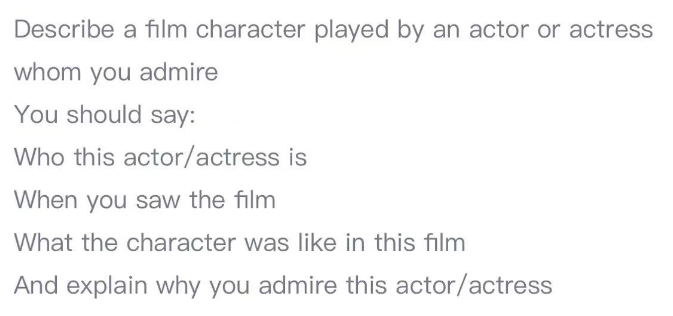 Describe a film character played by an actor or actress
whom you admire
You should say:
Who this actor/actress is
When you saw the film
What the character was like in this film
And explain why you admire this actor/actress